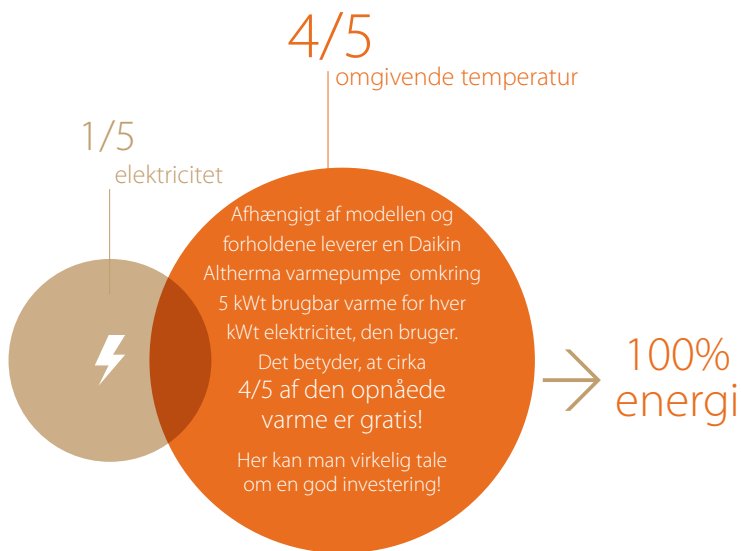 4/5
omgivende temperatur
1/5
elektricitet
Afhængigt af modellen og
forholdene leverer en Daikin
Altherma varmepumpe omkring
5 kWt brugbar varme for hver
kWt elektricitet, den bruger.
Det betyder, at cirka
4/5 af den opnåede
varme er gratis!
Her kan man virkelig tale
om en god investering!
100%
energi